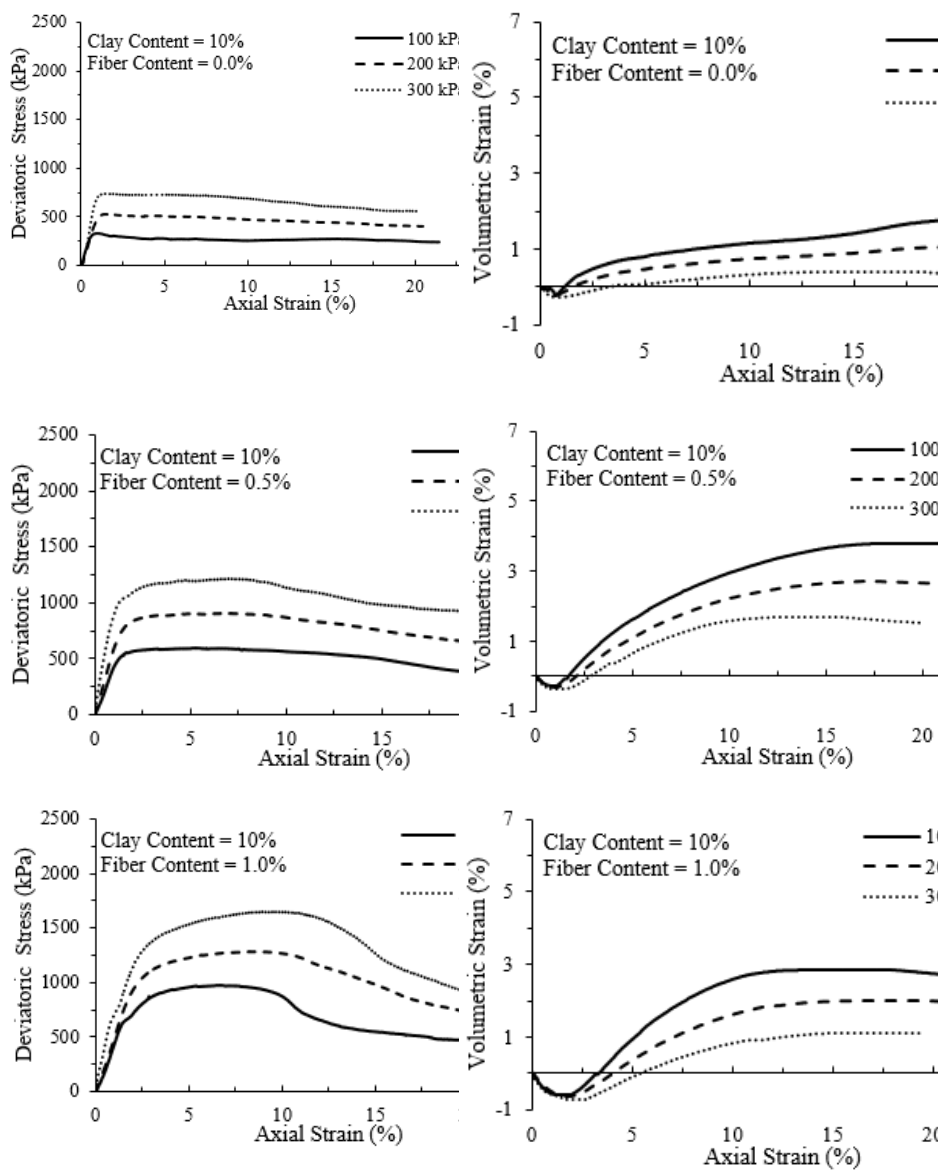 2500
2000
1500
1000
500
0
Deviatoric Stress (kPa)
Clay Content = 10%
Fiber Content = 0.0%
100 kPa
200 kPa
300 kPa
0
5
10
15
20
Axial Strain (%)
7
5
3
1
-1
Volumetric Strain (%)
Clay Content = 10%
Fiber Content = 0.0%
0
5
10
15
Axial Strain (%)
2500
2000
1500
1000
500
0
Deviatoric Stress (kPa)
Clay Content = 10%
Fiber Content = 0.5%
0
5
10
15
Axial Strain (%)
7
5
3
1
-1
Volumetric Strain (%)
Clay Content = 10%
Fiber Content = 0.5%
100
200
300
0
5
10
15
20
Axial Strain (%)
2500
2000
1500
1000
500
0
Deviatoric Stress (kPa)
Clay Content = 10%
Fiber Content = 1.0%
0
5
10
15
Axial Strain (%)
7
5
3
1
-1
Volumetric Strain (%)
Clay Content = 10%
Fiber Content = 1.0%
10
20
30
0
5
10
15
20
Axial Strain (%)